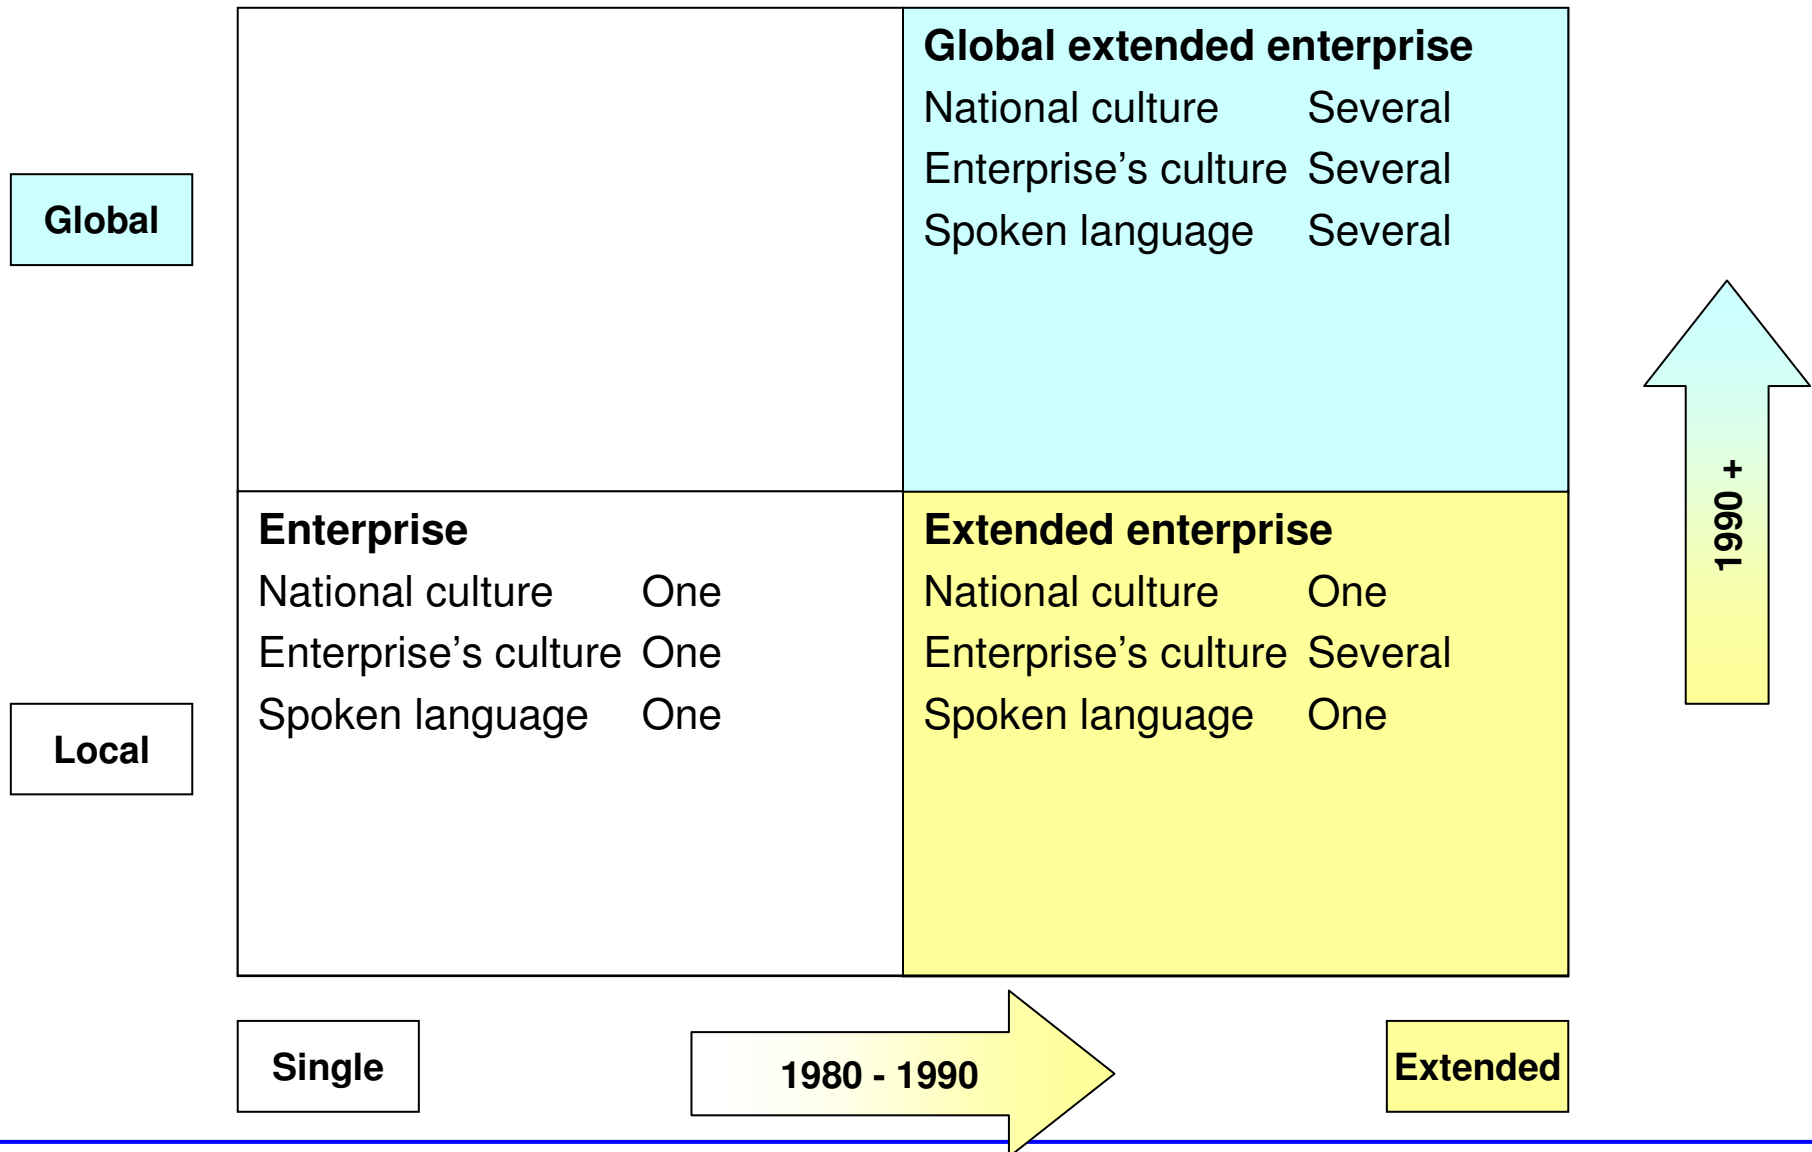 Global extended enterprise
National culture Several
Enterprise’s culture Several
Spoken language Several
Global
1990 +
Enterprise
National culture One
Enterprise’s culture One
Spoken language One
Extended enterprise
National culture One
Enterprise’s culture Several
Spoken language One
Local
Single
1980 - 1990
Extended